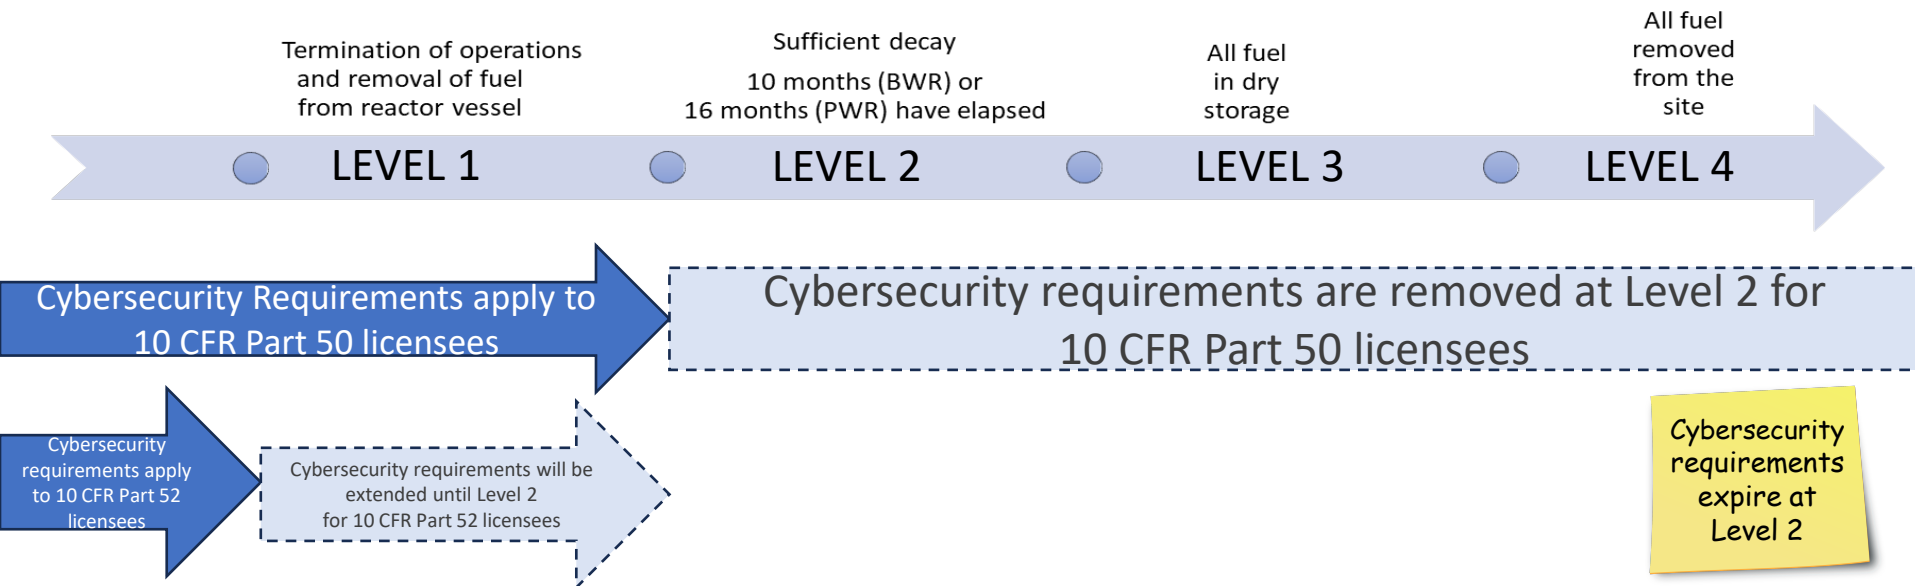 Termination of operations
and removal of fuel
from reactor vessel
Sufficient decay
10 months (BWR) or
16 months (PWR) have elapsed
All fuel
in dry
storage
All fuel
removed
from the
site
LEVEL 1
LEVEL 2
LEVEL 3
LEVEL 4
Cybersecurity Requirements apply to
10 CFR Part 50 licensees
Cybersecurity requirements are removed at Level 2 for
10 CFR Part 50 licensees
Cybersecurity
requirements apply
to 10 CFR Part 52
licensees
Cybersecurity requirements will be
extended until Level 2
for 10 CFR Part 52 licensees
Cybersecurity
requirements
expire at
Level 2